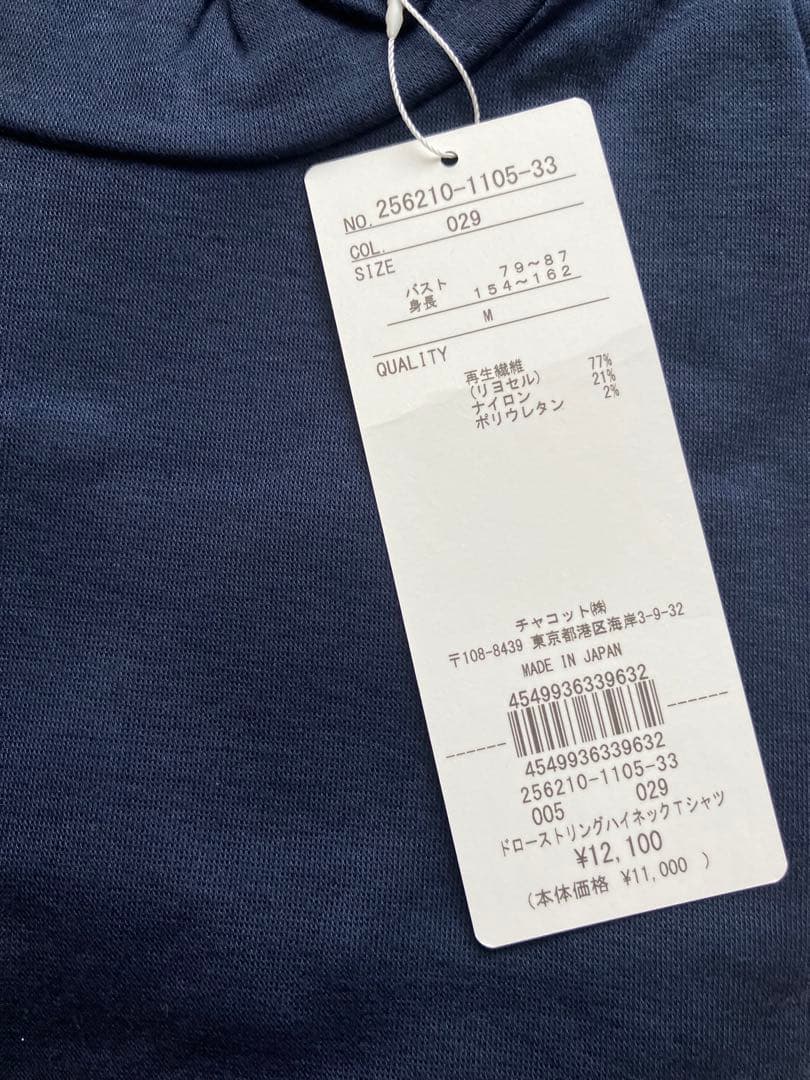 NO. 256210-1105-33
COL. 029
SIZE
バスト 79～87
身長 154～162
M
QUALITY
再生繊維 77%
(リヨセル)
ナイロン 21%
ポリウレタン 2%
チャコット㈱
〒108-8439 東京都港区海岸3-9-32
MADE IN JAPAN
4549936339632
4549936339632
256210-1105-33
005 029
ドローストリングハイネックTシャツ
¥12,100
(本体価格 ¥11,000 )